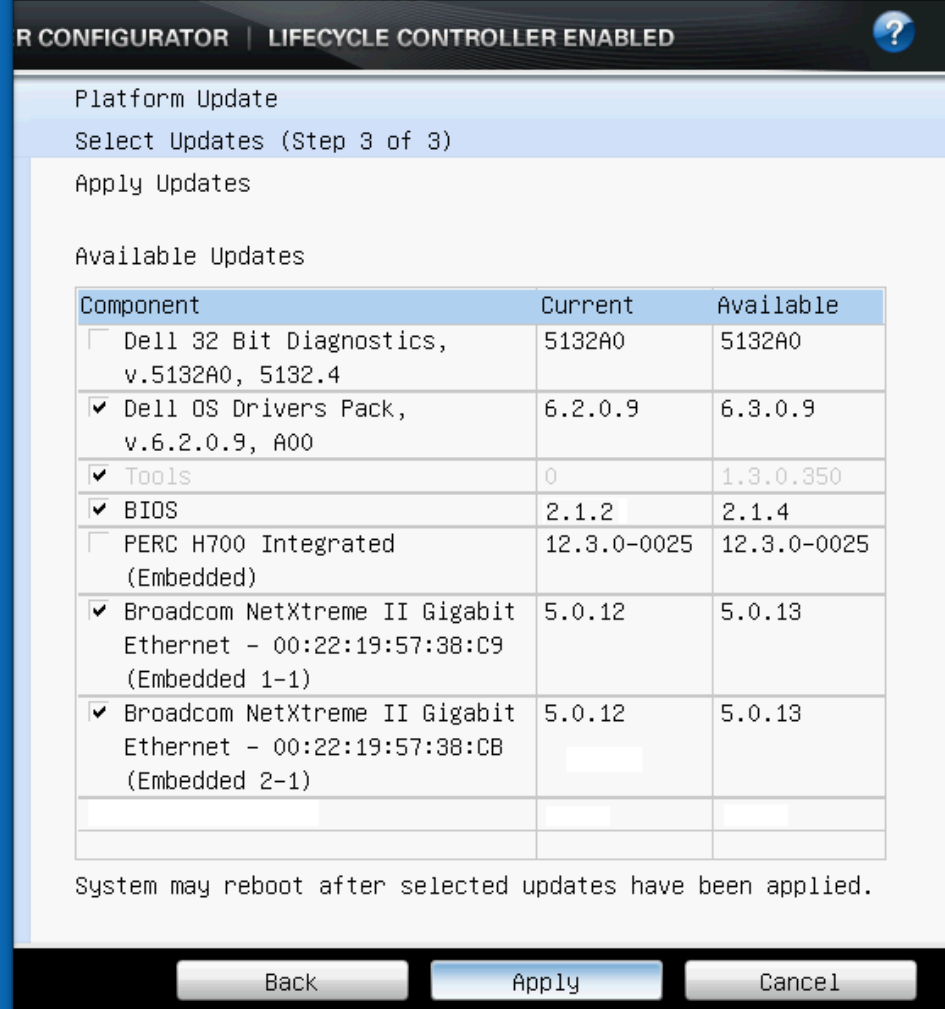 R CONFIGURATOR | LIFECYCLE CONTROLLER ENABLED
?
Platform Update
Select Updates (Step 3 of 3)
Apply Updates
Available Updates
Component Current Available
Dell 32 Bit Diagnostics, 5132A0 5132A0
v.5132A0, 5132.4
Dell OS Drivers Pack, 6.2.0.9 6.3.0.9
v.6.2.0.9, A00
Tools 0 1.3.0.350
BIOS 2.1.2 2.1.4
PERC H700 Integrated 12.3.0-0025 12.3.0-0025
(Embedded)
Broadcom NetXtreme II Gigabit 5.0.12 5.0.13
Ethernet - 00:22:19:57:38:C9
(Embedded 1-1)
Broadcom NetXtreme II Gigabit 5.0.12 5.0.13
Ethernet - 00:22:19:57:38:CB
(Embedded 2-1)
System may reboot after selected updates have been applied.
Back Apply Cancel